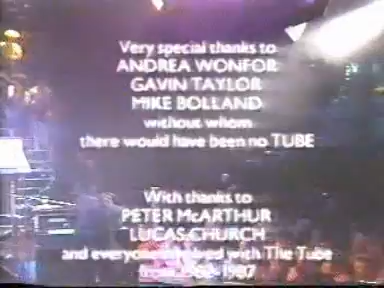 Very special thanks to
ANDREA WONFOR
GAVIN TAYLOR
MIKE BOLLAND
without whom
there would have been no TUBE
With thanks to
PETER McARTHUR
LUCAS CHURCH
and everyone involved with The Tube
from 1982-1987